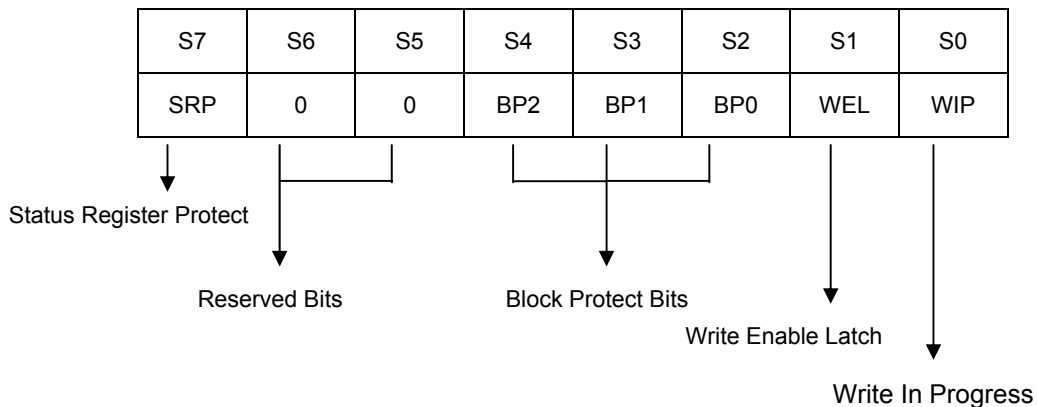 S7 S6 S5 S4 S3 S2 S1 S0
SRP 0 0 BP2 BP1 BP0 WEL WIP
Status Register Protect
Reserved Bits
Block Protect Bits
Write Enable Latch
Write In Progress